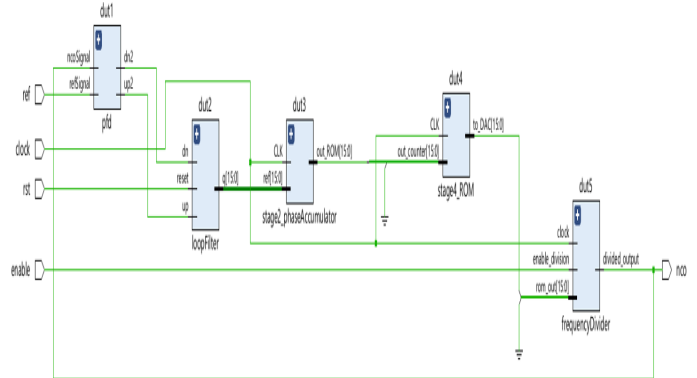 dut1
ncoSignal
dn2
refSignal
up2
pfd
ref
clock
rst
enable
dut2
dn
reset
q[15:0]
up
loopFilter
dut3
CLK
out_ROM[15:0]
ref[15:0]
stage2_phaseAccumulator
dut4
CLK
to_DAC[15:0]
out_counter[15:0]
stage4_ROM
dut5
clock
enable_division
divided_output
rom_out[15:0]
frequencyDivider
nco